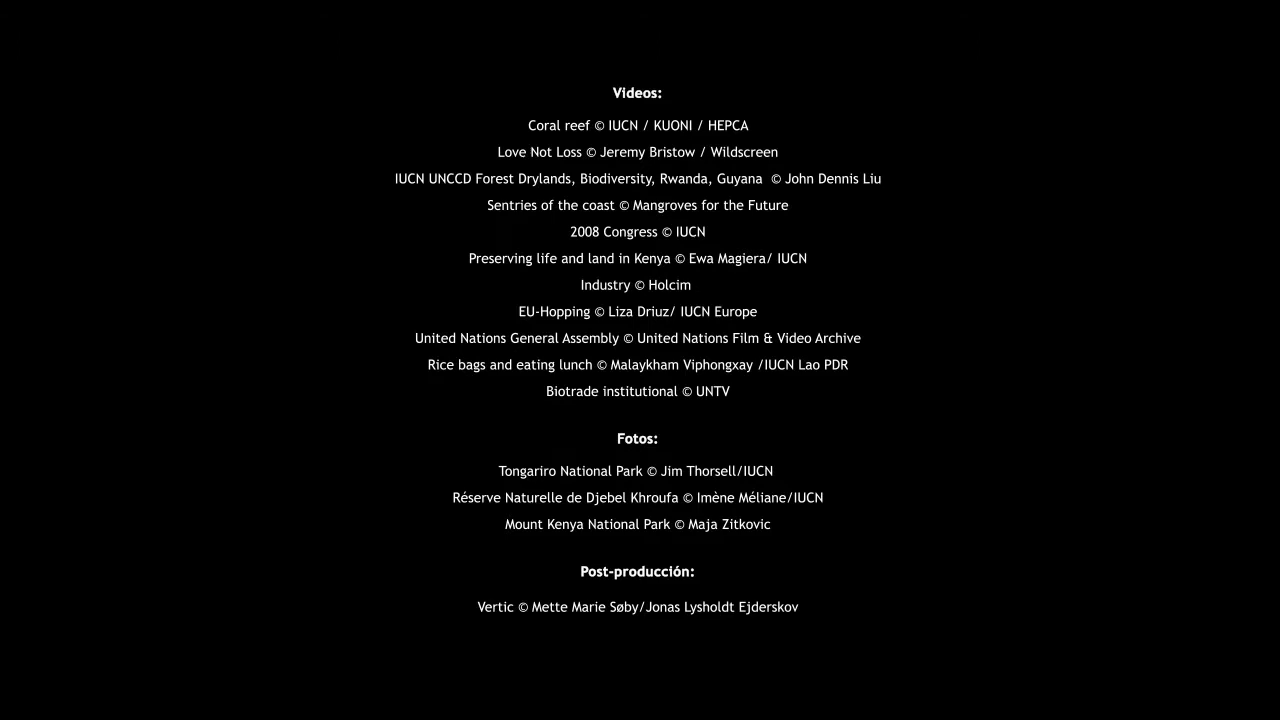 Videos:
Coral reef © IUCN / KUONI / HEPCA
Love Not Loss © Jeremy Bristow / Wildscreen
IUCN UNCCD Forest Drylands, Biodiversity, Rwanda, Guyana © John Dennis Liu
Sentries of the coast © Mangroves for the Future
2008 Congress © IUCN
Preserving life and land in Kenya © Ewa Magiera/ IUCN
Industry © Holcim
EU-Hopping © Liza Driuz/ IUCN Europe
United Nations General Assembly © United Nations Film & Video Archive
Rice bags and eating lunch © Malaykham Viphongxay /IUCN Lao PDR
Biotrade institutional © UNTV
Fotos:
Tongariro National Park © Jim Thorsell/IUCN
Réserve Naturelle de Djebel Khroufa © Imène Méliane/IUCN
Mount Kenya National Park © Maja Zitkovic
Post-producción:
Vertic © Mette Marie Søby/Jonas Lysholdt Ejderskov